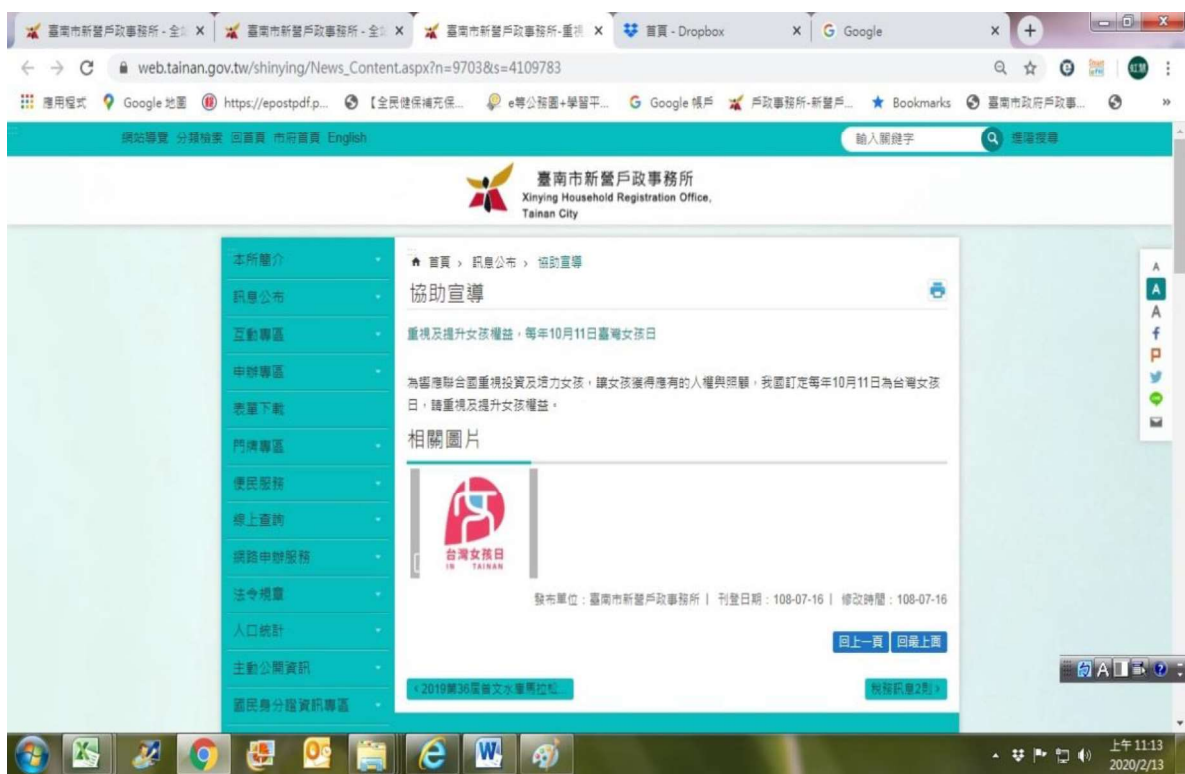 臺南市新營戶政事務所 - 全
臺南市新營戶政事務所 - 全
臺南市新營戶政事務所-重視
首頁 - Dropbox
Google
web.tainan.gov.tw/shinying/News_Content.aspx?n=9703&s=4109783
應用程式
Google 地圖
https://epostpdf.p...
【全民健保補充保...
e等公務園+學習平...
Google 帳戶
戶政事務所-新營戶...
Bookmarks
臺南市政府戶政事...
»
網站導覽 分類檢索 回首頁 市府首頁 English
輸入關鍵字
進階搜尋
臺南市新營戶政事務所
Xinying Household Registration Office,
Tainan City
本所簡介
訊息公布
互動專區
申辦專區
表單下載
門牌專區
便民服務
線上查詢
網路申辦服務
法令規章
人口統計
主動公開資訊
國民身分證資訊專區
首頁 › 訊息公布 › 協助宣導
協助宣導
重視及提升女孩權益，每年10月11日臺灣女孩日
為響應聯合國重視投資及培力女孩，讓女孩獲得應有的人權與照顧，我國訂定每年10月11日為台灣女孩
日，請重視及提升女孩權益。
相關圖片
台灣女孩日
IN TAINAN
發布單位：臺南市新營戶政事務所 | 刊登日期：108-07-16 | 修改時間：108-07-16
回上一頁
回最上面
‹ 2019第36屆曾文水庫馬拉松...
稅務訊息2則 ›
A
A
A
上午 11:13
2020/2/13